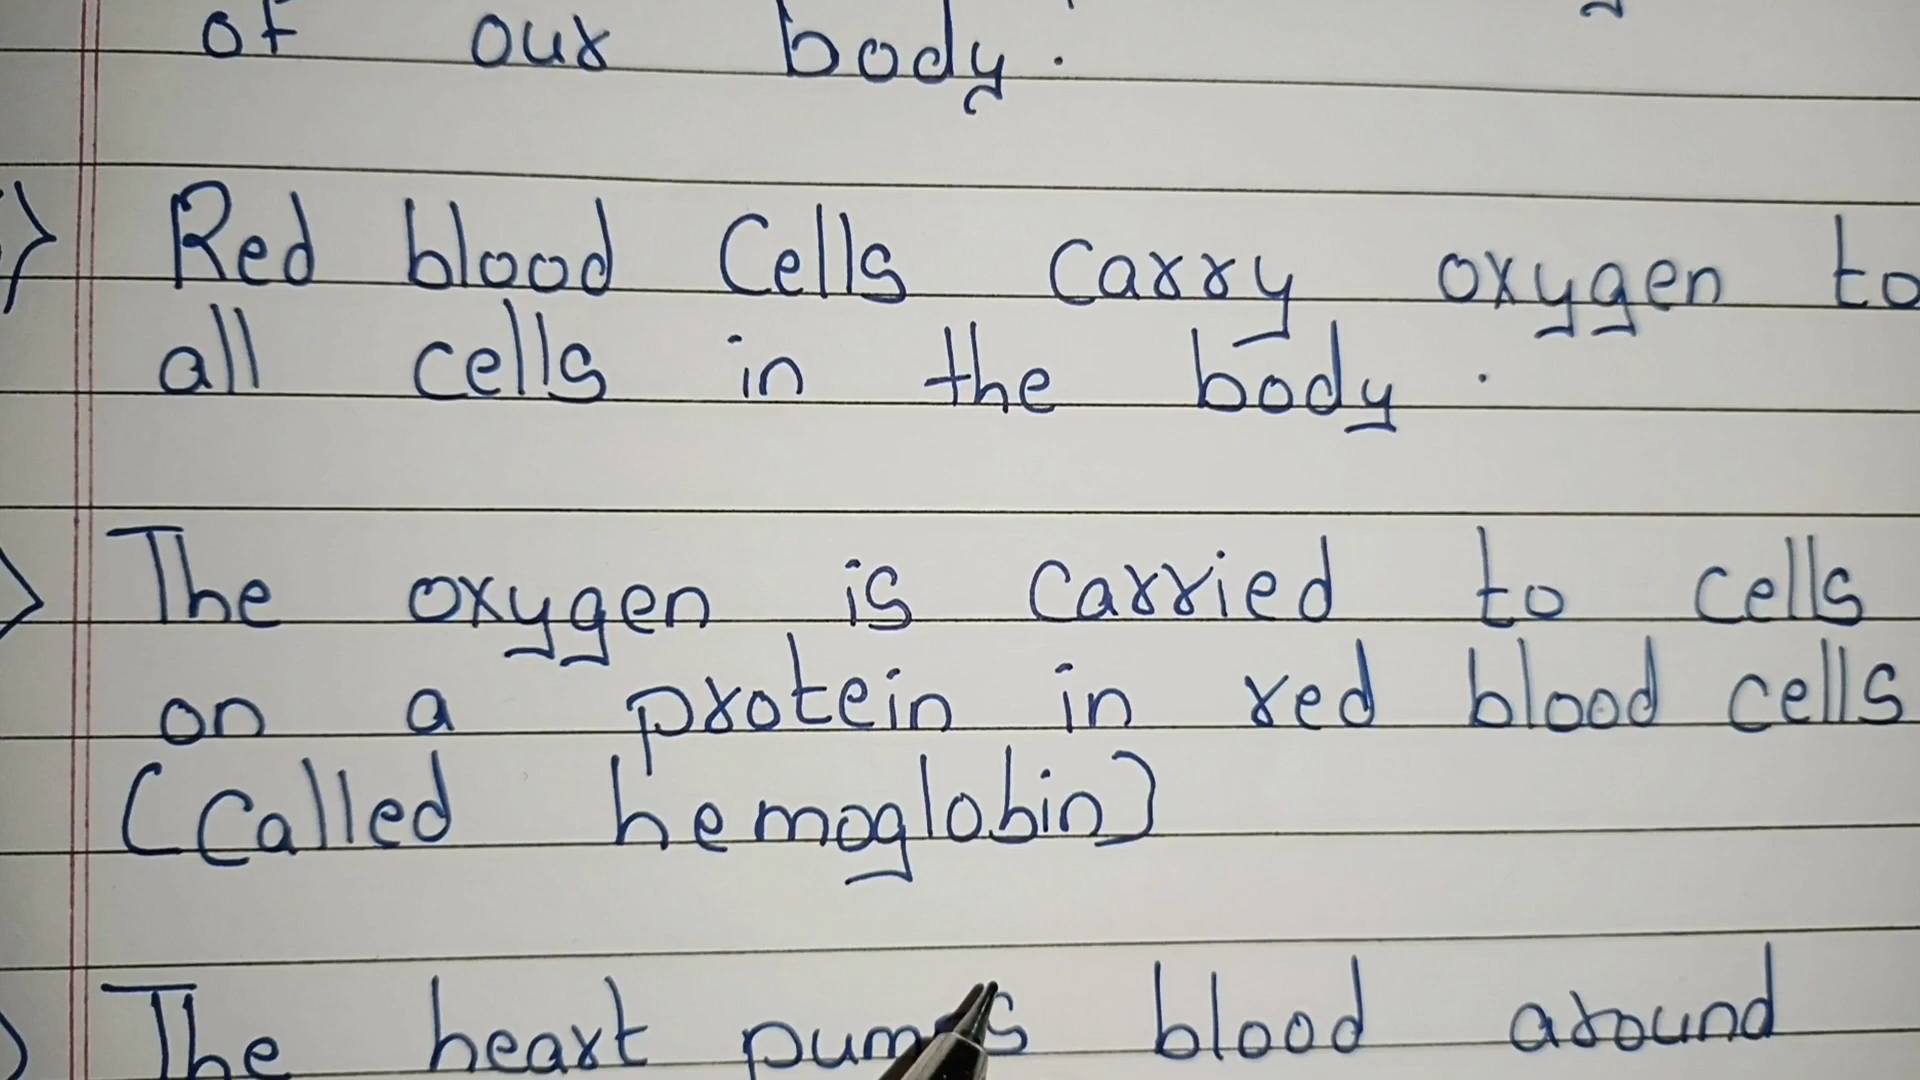 of our body.
Red blood Cells carry oxygen to
all cells in the body.
The oxygen is carried to cells
on a protein in red blood cells
(Called hemoglobin)
The heart pumps blood around